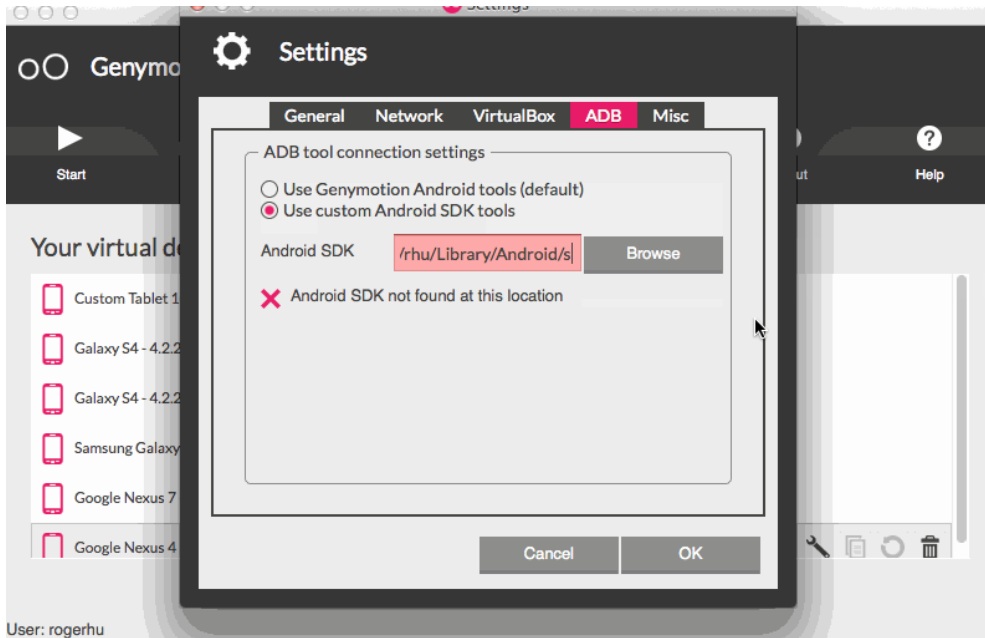 Settings
Genymo
Settings
General Network VirtualBox ADB Misc
Start
ut
Help
ADB tool connection settings
Use Genymotion Android tools (default)
Use custom Android SDK tools
Android SDK /rhu/Library/Android/s Browse
Android SDK not found at this location
Your virtual de
Custom Tablet 1
Galaxy S4 - 4.2.2
Galaxy S4 - 4.2.2
Samsung Galaxy
Google Nexus 7
Google Nexus 4
Cancel OK
User: rogerhu